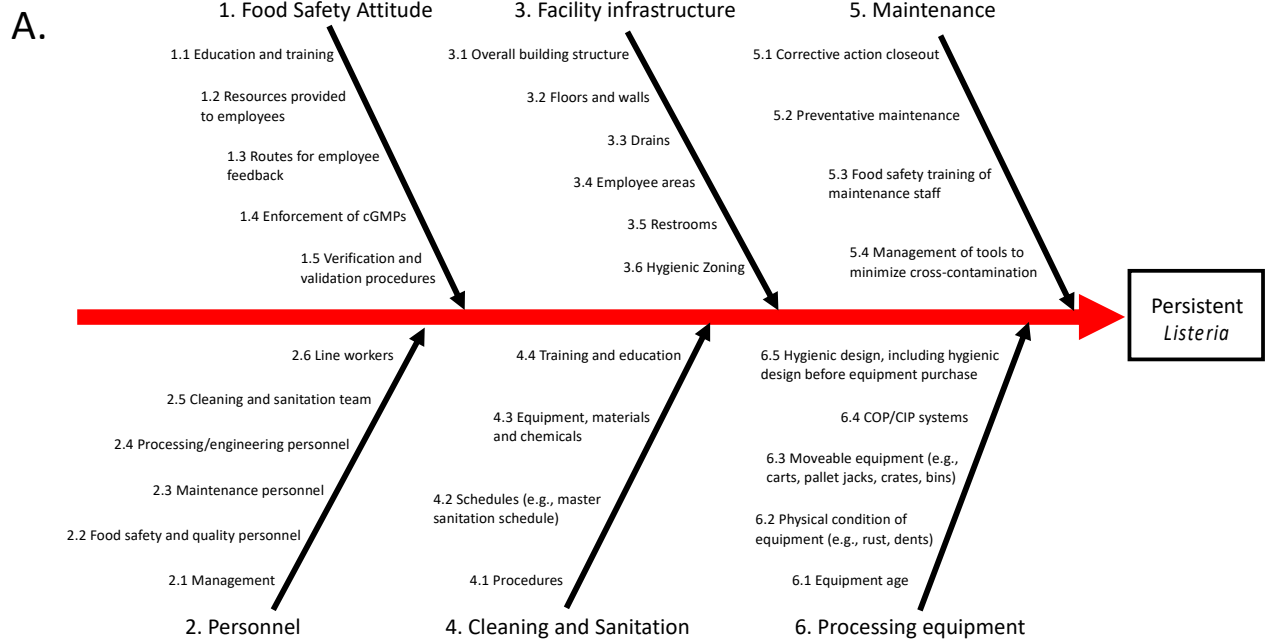 A.
1. Food Safety Attitude
1.1 Education and training
1.2 Resources provided
to employees
1.3 Routes for employee
feedback
1.4 Enforcement of cGMPs
1.5 Verification and
validation procedures
3. Facility infrastructure
3.1 Overall building structure
3.2 Floors and walls
3.3 Drains
3.4 Employee areas
3.5 Restrooms
3.6 Hygienic Zoning
5. Maintenance
5.1 Corrective action closeout
5.2 Preventative maintenance
5.3 Food safety training of
maintenance staff
5.4 Management of tools to
minimize cross-contamination
Persistent
Listeria
2.6 Line workers
2.5 Cleaning and sanitation team
2.4 Processing/engineering personnel
2.3 Maintenance personnel
2.2 Food safety and quality personnel
2.1 Management
2. Personnel
4.4 Training and education
4.3 Equipment, materials
and chemicals
4.2 Schedules (e.g., master
sanitation schedule)
4.1 Procedures
4. Cleaning and Sanitation
6.5 Hygienic design, including hygienic
design before equipment purchase
6.4 COP/CIP systems
6.3 Moveable equipment (e.g.,
carts, pallet jacks, crates, bins)
6.2 Physical condition of
equipment (e.g., rust, dents)
6.1 Equipment age
6. Processing equipment